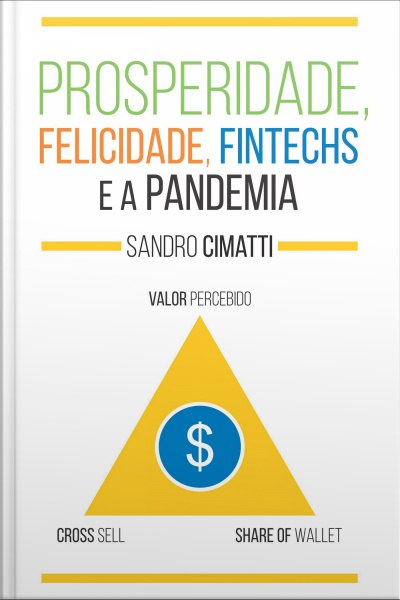 PROSPERIDADE,
FELICIDADE, FINTECHS
E A PANDEMIA
SANDRO CIMATTI
VALOR PERCEBIDO
$
CROSS SELL
SHARE OF WALLET